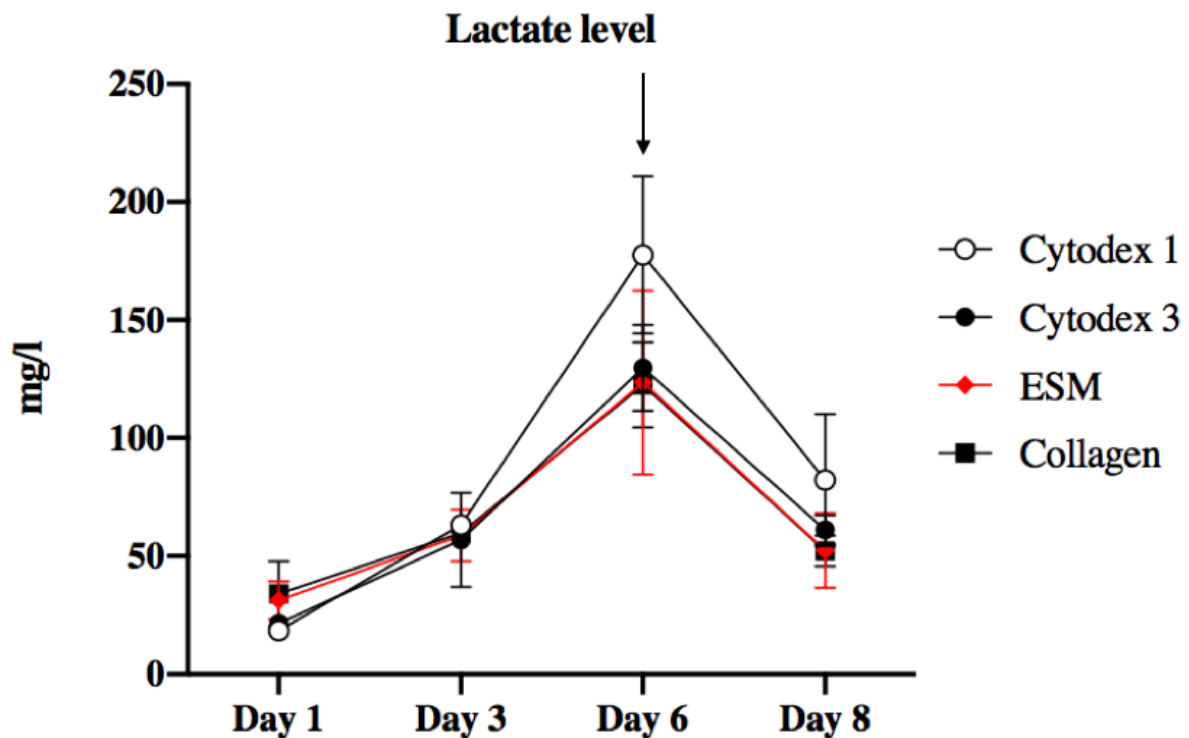 Lactate level
250
200
150
100
50
0
mg/l
Day 1 Day 3 Day 6 Day 8
Cytodex 1
Cytodex 3
ESM
Collagen